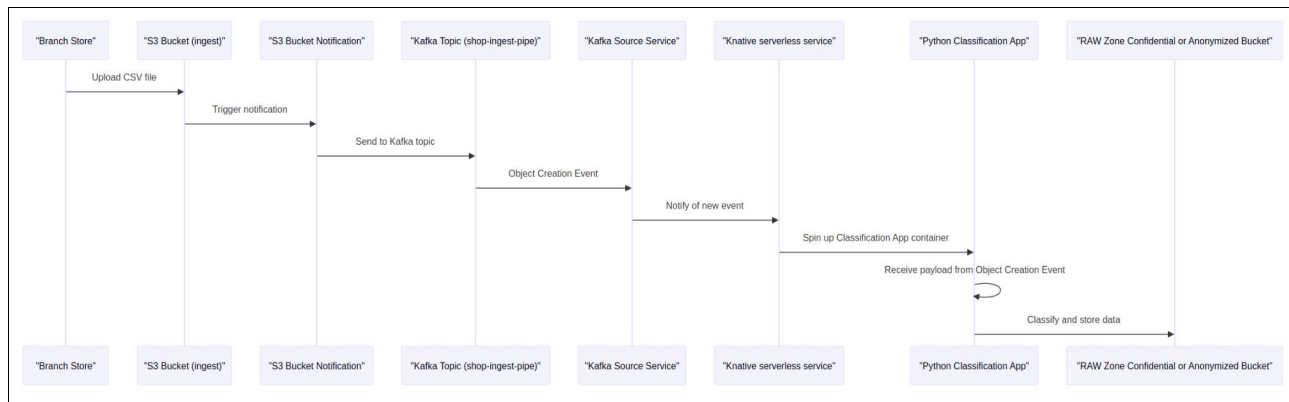 "Branch Store"
"S3 Bucket (ingest)"
"S3 Bucket Notification"
"Kafka Topic (shop-ingest-pipe)"
"Kafka Source Service"
"Knative serverless service"
"Python Classification App"
"RAW Zone Confidential or Anonymized Bucket"
Upload CSV file
Trigger notification
Send to Kafka topic
Object Creation Event
Notify of new event
Spin up Classification App container
Receive payload from Object Creation Event
Classify and store data
"Branch Store"
"S3 Bucket (ingest)"
"S3 Bucket Notification"
"Kafka Topic (shop-ingest-pipe)"
"Kafka Source Service"
"Knative serverless service"
"Python Classification App"
"RAW Zone Confidential or Anonymized Bucket"